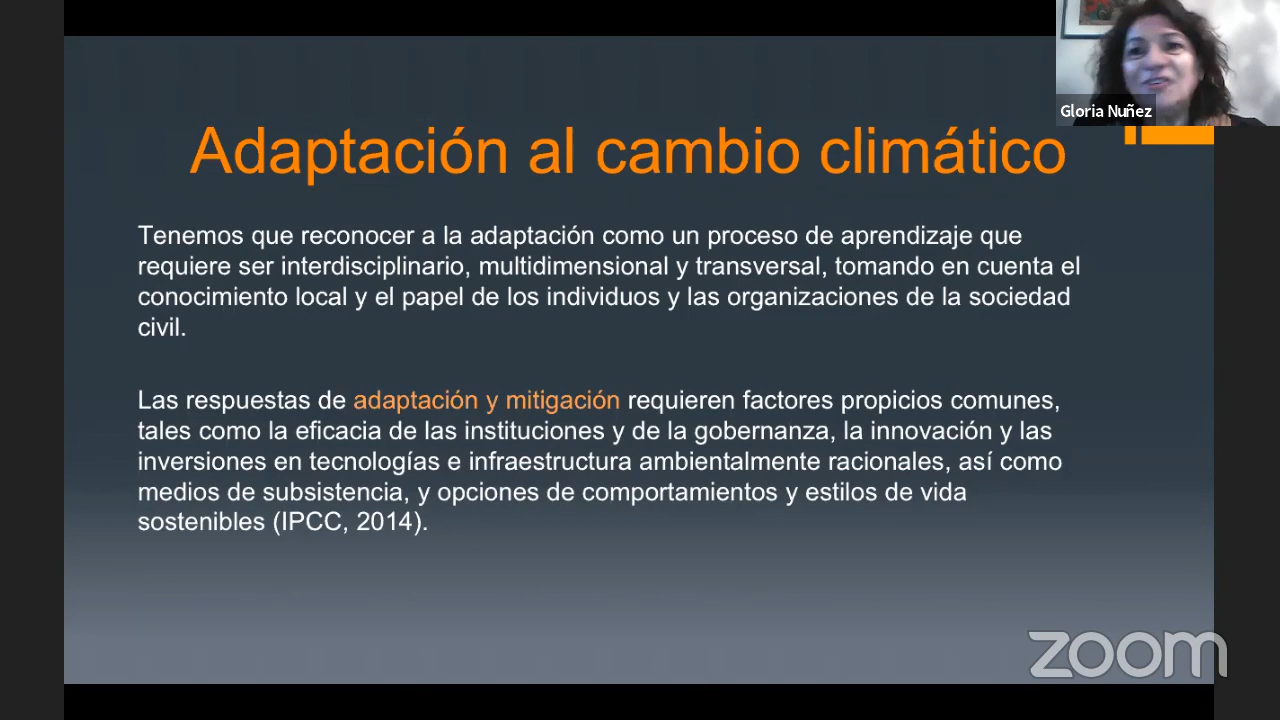 Gloria Nuñez
Adaptación al cambio climático
Tenemos que reconocer a la adaptación como un proceso de aprendizaje que
requiere ser interdisciplinario, multidimensional y transversal, tomando en cuenta el
conocimiento local y el papel de los individuos y las organizaciones de la sociedad
civil.
Las respuestas de adaptación y mitigación requieren factores propicios comunes,
tales como la eficacia de las instituciones y de la gobernanza, la innovación y las
inversiones en tecnologías e infraestructura ambientalmente racionales, así como
medios de subsistencia, y opciones de comportamientos y estilos de vida
sostenibles (IPCC, 2014).
zoom